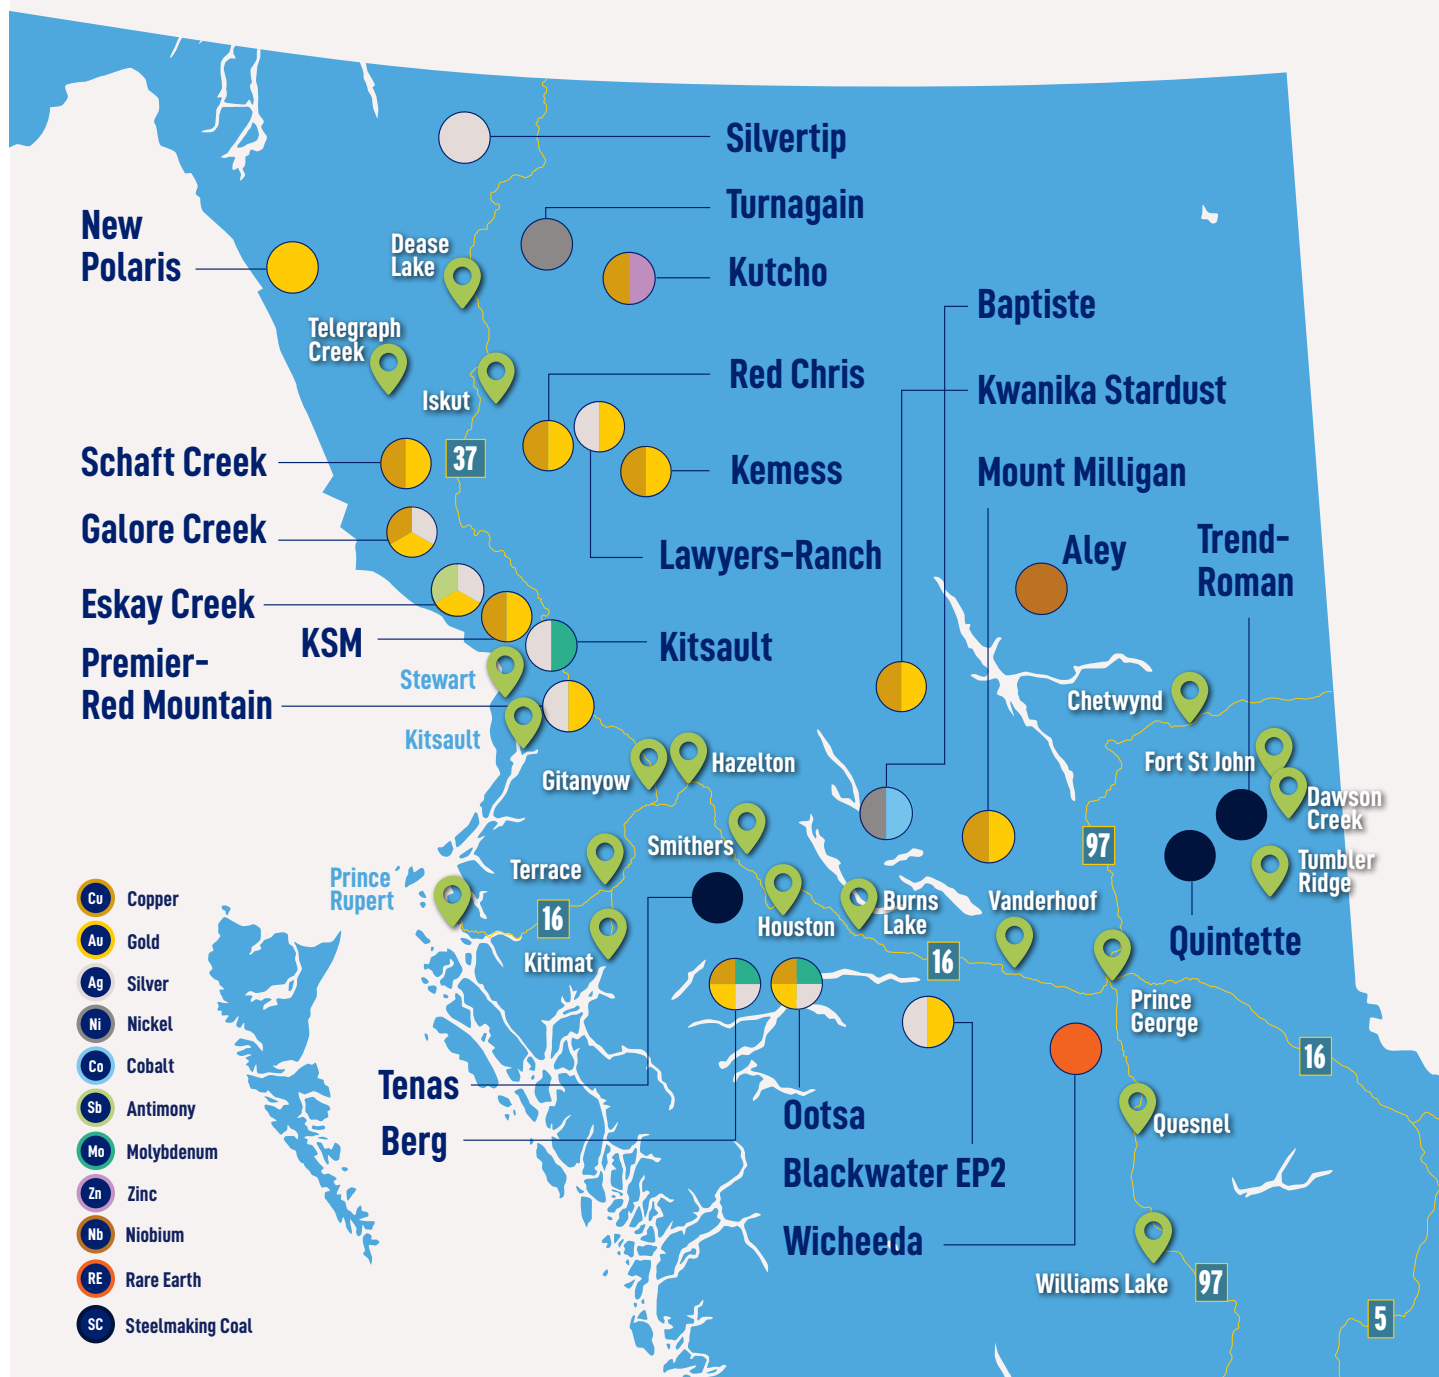 Silvertip
Turnagain
New
Polaris
Dease
Lake
Kutcho
Baptiste
Telegraph
Creek
Red Chris
Kwanika Stardust
Iskut
Schaft Creek
37
Kemess
Mount Milligan
Galore Creek
Lawyers-Ranch
Aley
Trend-
Roman
Eskay Creek
KSM
Kitsault
Premier-
Red Mountain
Stewart
Kitsault
Chetwynd
Gitanyow
Hazelton
Fort St John
Dawson
Creek
Smithers
97
Terrace
Tumbler
Ridge
Prince
Rupert
16
Houston
Burns
Lake
Vanderhoof
Quintette
Kitimat
16
Prince
George
16
Tenas
Berg
Ootsa
Quesnel
Blackwater EP2
Wicheeda
Williams Lake
97
5
Cu Copper
Au Gold
Ag Silver
Ni Nickel
Co Cobalt
Sb Antimony
Mo Molybdenum
Zn Zinc
Nb Niobium
RE Rare Earth
SC Steelmaking Coal